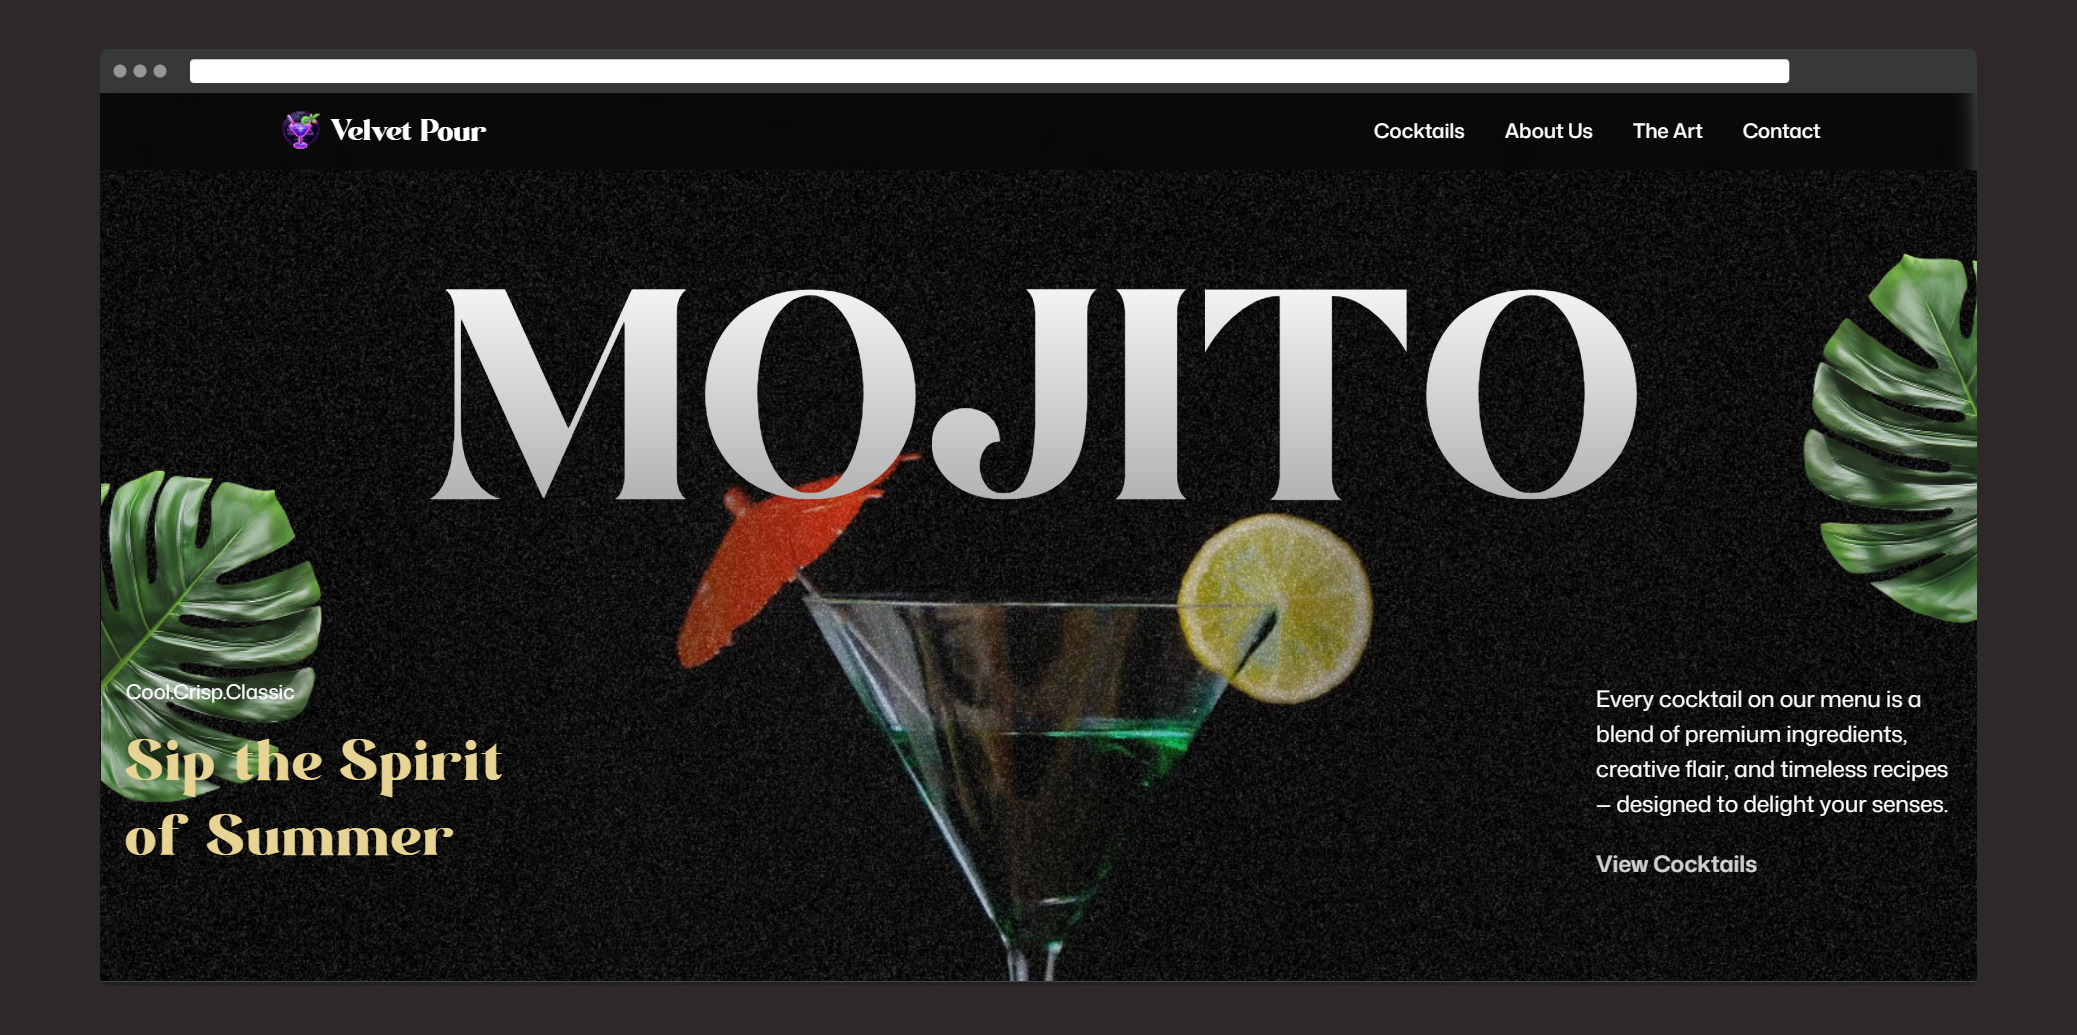 Velvet Pour
Cocktails About Us The Art Contact
MOJITO
Cool.Crisp.Classic
Sip the Spirit
of Summer
Every cocktail on our menu is a
blend of premium ingredients,
creative flair, and timeless recipes
— designed to delight your senses.
View Cocktails